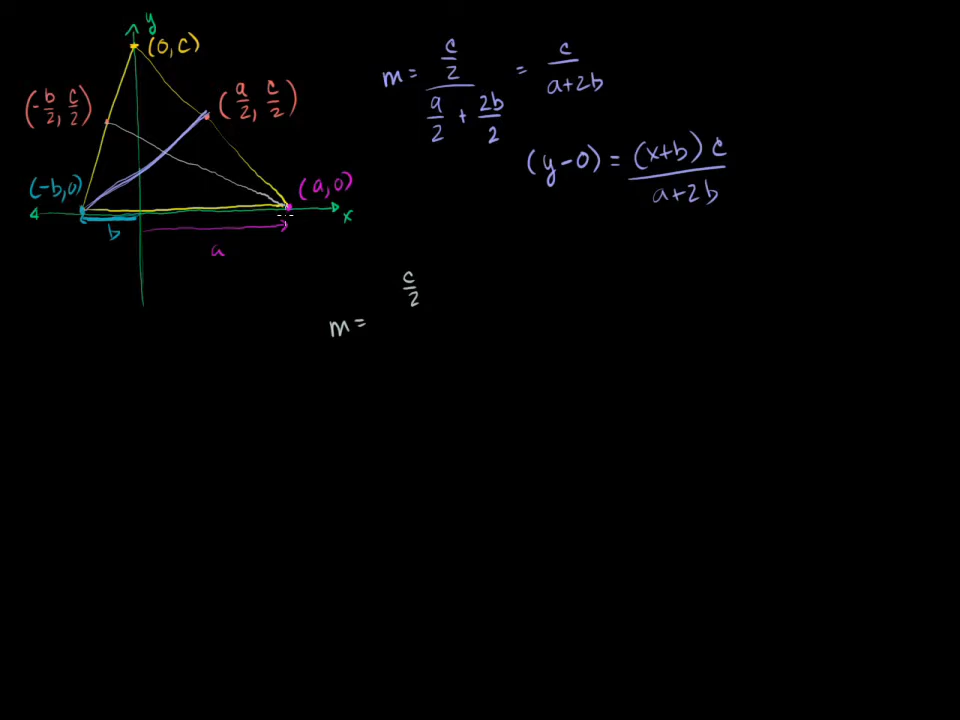 y
(0, c)
(-b/2, c/2)
(a/2, c/2)
(-b, 0)
(a, 0)
x
b
a
m = (c/2)/(a/2 + 2b/2) = c/(a+2b)
(y-0) = (x+b) c/(a+2b)
m = c/2